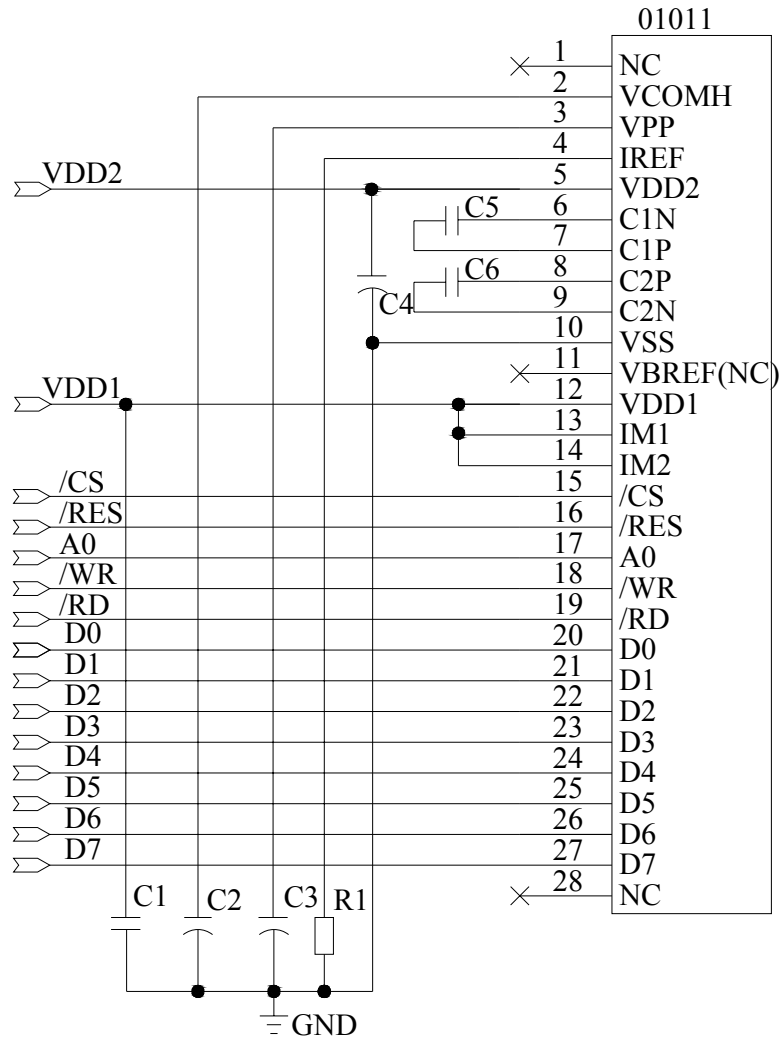 01011
1 NC
2 VCOMH
3 VPP
4 IREF
VDD2 5 VDD2
C5 6 C1N
7 C1P
C6 8 C2P
C4 9 C2N
10 VSS
11 VBREF(NC)
VDD1 12 VDD1
13 IM1
14 IM2
/CS 15 /CS
/RES 16 /RES
A0 17 A0
/WR 18 /WR
/RD 19 /RD
D0 20 D0
D1 21 D1
D2 22 D2
D3 23 D3
D4 24 D4
D5 25 D5
D6 26 D6
D7 27 D7
28 NC
C1 C2 C3 R1
GND